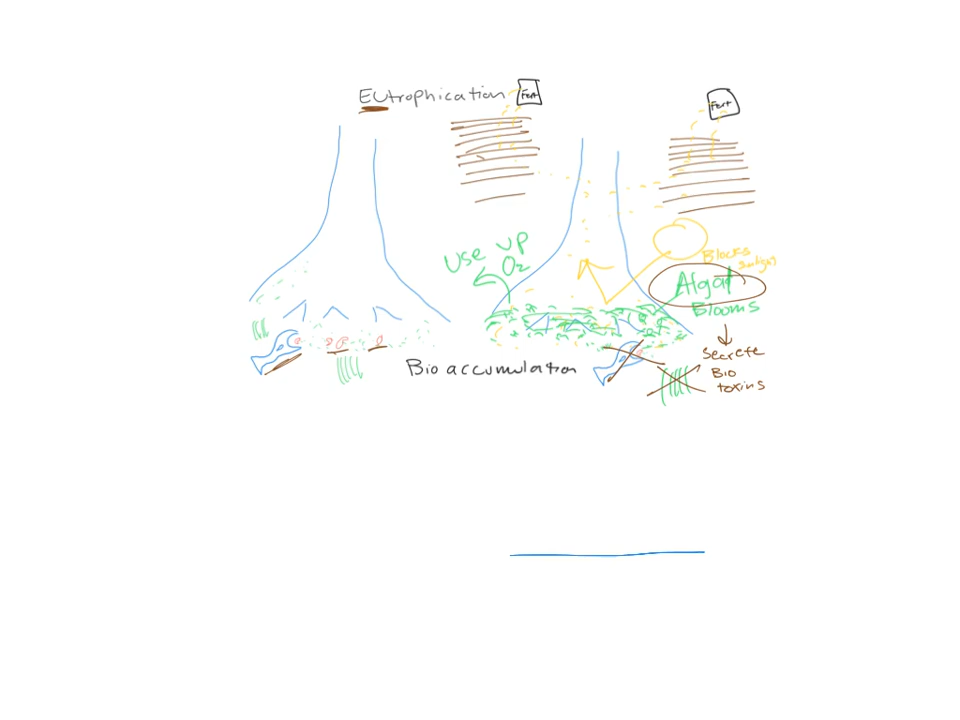 Eutrophication
Fert
Fert
Use up
O2
Blocks
Sunlight
Algal
Blooms
Secrete
Bio
toxins
Bio accumulation